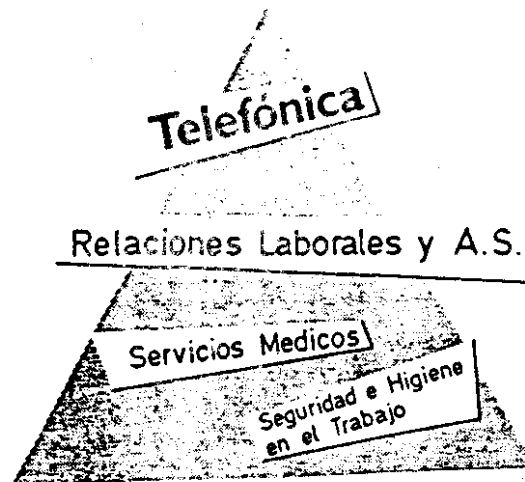 Telefónica
Relaciones Laborales y A.S.
Servicios Medicos
Seguridad e Higiene
en el Trabajo